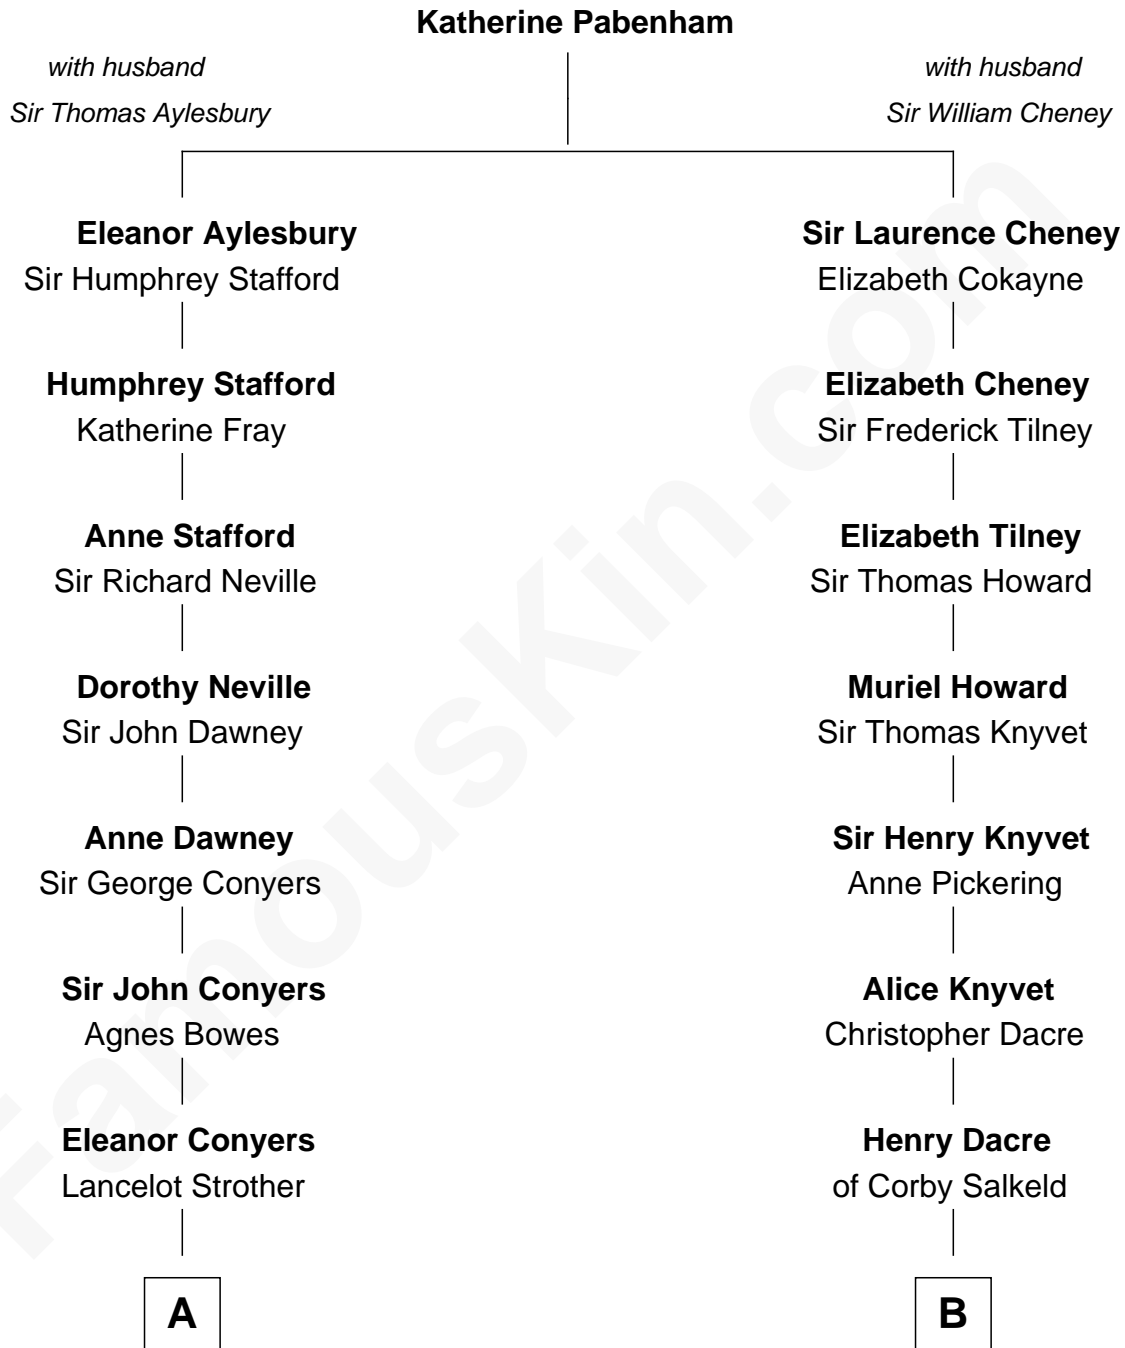 Katherine Pabenham
with husband
Sir Thomas Aylesbury
with husband
Sir William Cheney
Eleanor Aylesbury
Sir Humphrey Stafford
Humphrey Stafford
Katherine Fray
Anne Stafford
Sir Richard Neville
Dorothy Neville
Sir John Dawney
Anne Dawney
Sir George Conyers
Sir John Conyers
Agnes Bowes
Eleanor Conyers
Lancelot Strother
A
Sir Laurence Cheney
Elizabeth Cokayne
Elizabeth Cheney
Sir Frederick Tilney
Elizabeth Tilney
Sir Thomas Howard
Muriel Howard
Sir Thomas Knyvet
Sir Henry Knyvet
Anne Pickering
Alice Knyvet
Christopher Dacre
Henry Dacre
of Corby Salkeld
B
FamousKin.com